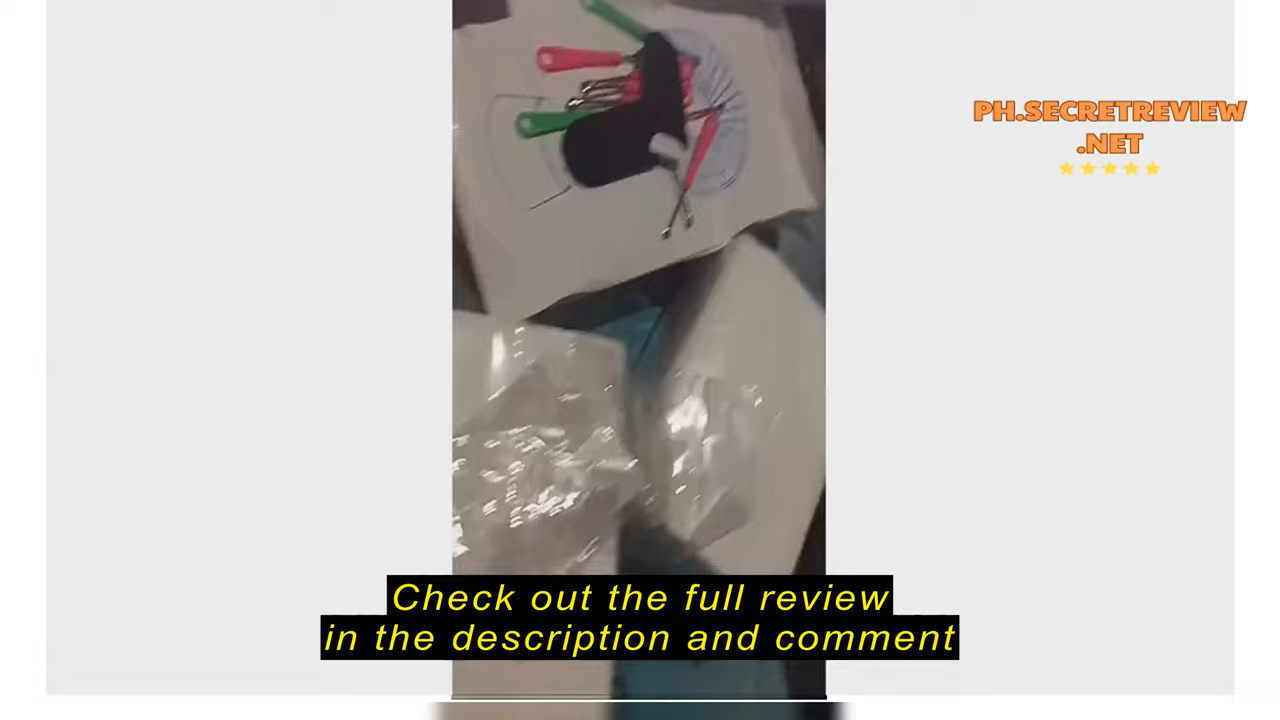 PH.SECRETREVIEW
.NET
Check out the full review
in the description and comment